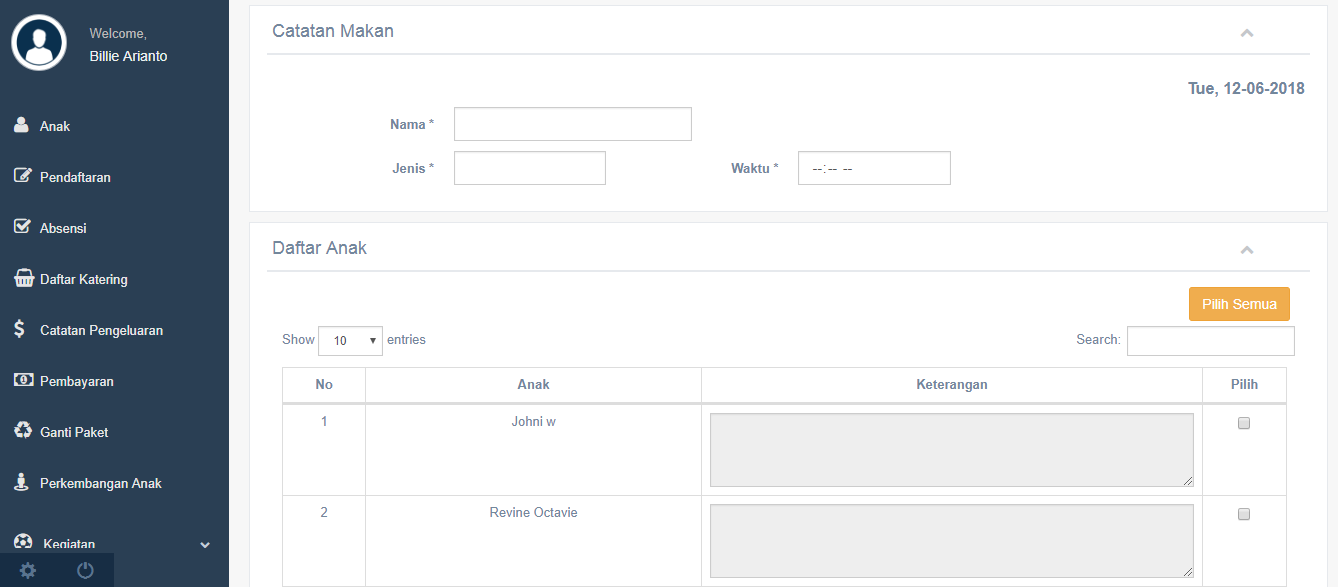 Welcome,
Billie Arianto
Anak
Pendaftaran
Absensi
Daftar Katering
Catatan Pengeluaran
Pembayaran
Ganti Paket
Perkembangan Anak
Kegiatan
Catatan Makan
Tue, 12-06-2018
Nama *
Jenis * Waktu * --:-- --
Daftar Anak
Pilih Semua
Show 10 entries Search:
No Anak Keterangan Pilih
1 Johni w
2 Revine Octavie